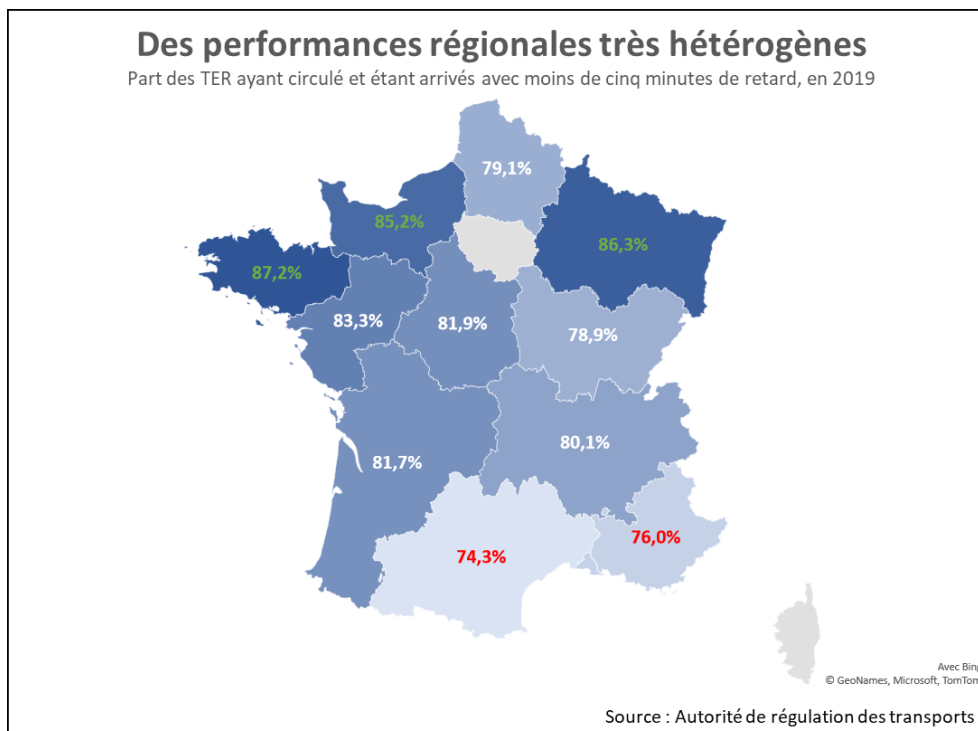 Des performances régionales très hétérogènes
Part des TER ayant circulé et étant arrivés avec moins de cinq minutes de retard, en 2019
79,1%
85,2%
86,3%
87,2%
83,3%
81,9%
78,9%
80,1%
81,7%
76,0%
74,3%
Avec Bing
© GeoNames, Microsoft, TomTom
Source : Autorité de régulation des transports